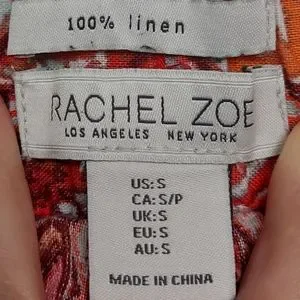 100% linen
RACHEL ZOE
LOS ANGELES NEW YORK
US: S
CA: S/P
UK: S
EU: S
AU: S
MADE IN CHINA